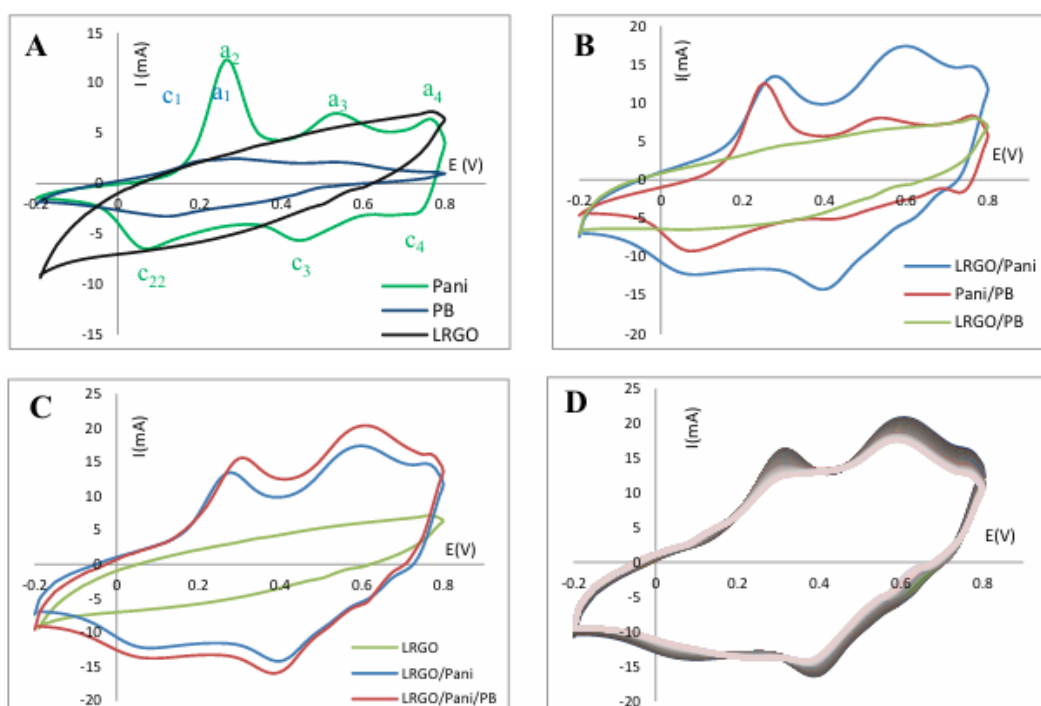 A
I (mA)
15
10
5
0
-5
-10
-15
-0.2 0 0.2 0.4 0.6 0.8
E (V)
a2
c1 a1
a3
a4
c22
c3
c4
Pani
PB
LRGO
B
I(mA)
20
15
10
5
0
-5
-10
-15
-20
-0.2 0 0.2 0.4 0.6 0.8
E (V)
LRGO/Pani
Pani/PB
LRGO/PB
C
I(mA)
25
20
15
10
5
0
-5
-10
-15
-20
-0.2 0 0.2 0.4 0.6 0.8
E(V)
LRGO
LRGO/Pani
LRGO/Pani/PB
D
I(mA)
25
20
15
10
5
0
-5
-10
-15
-20
-0.2 0 0.2 0.4 0.6 0.8
E(V)